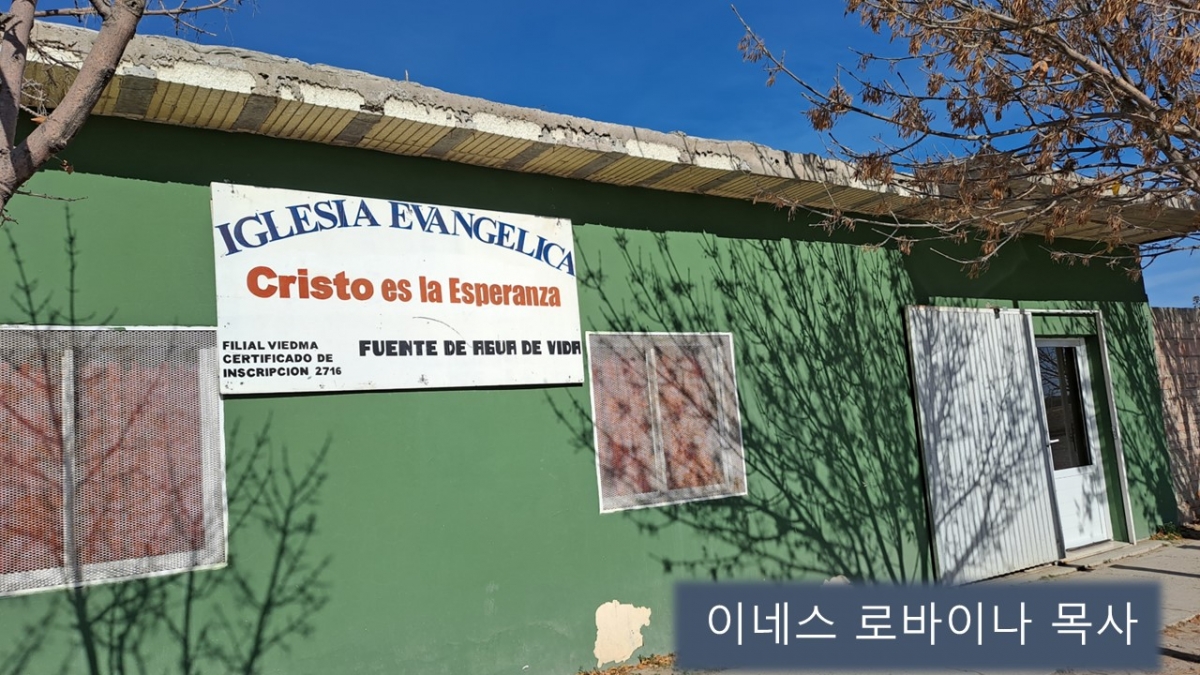 IGLESIA EVANGELICA
Cristo es la Esperanza
FILIAL VIEDMA
CERTIFICADO DE
INSCRIPCION 2716
FUENTE DE AGUA DE VIDA
이네스 로바이나 목사